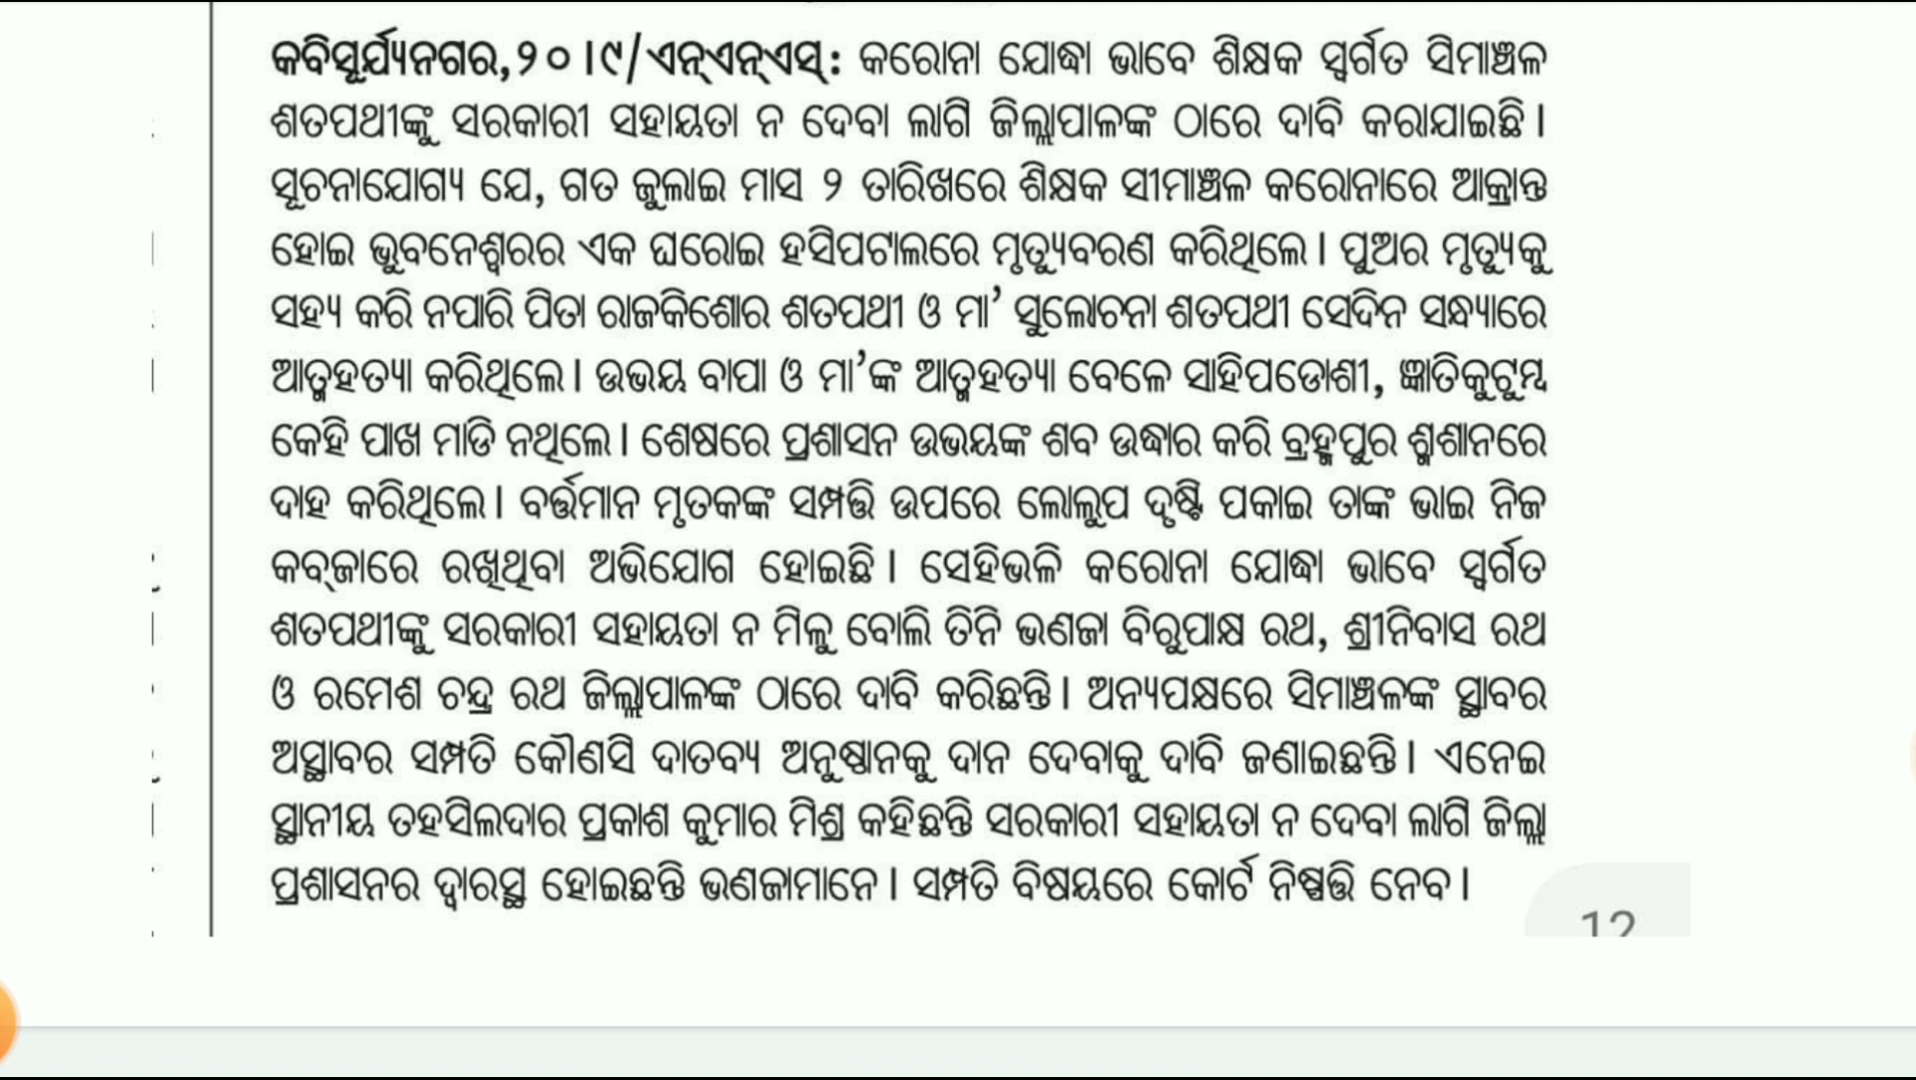 କବିସୂର୍ଯ୍ୟନଗର,୨୦।୯/ଏନ୍ଏନ୍ଏସ୍: କରୋନା ଯୋଦ୍ଧା ଭାବେ ଶିକ୍ଷକ ସ୍ୱର୍ଗତ ସିମାଞ୍ଚଳ
ଶତପଥୀଙ୍କୁ ସରକାରୀ ସହାୟତା ନ ଦେବା ଲାଗି ଜିଲ୍ଲାପାଳଙ୍କ ଠାରେ ଦାବି କରାଯାଇଛି।
ସୂଚନାଯୋଗ୍ୟ ଯେ, ଗତ ଜୁଲାଇ ମାସ ୨ ତାରିଖରେ ଶିକ୍ଷକ ସୀମାଞ୍ଚଳ କରୋନାରେ ଆକ୍ରାନ୍ତ
ହୋଇ ଭୁବନେଶ୍ୱରର ଏକ ଘରୋଇ ହସିପଟାଲରେ ମୃତ୍ୟୁବରଣ କରିଥିଲେ। ପୁଅର ମୃତ୍ୟୁକୁ
ସହ୍ୟ କରି ନପାରି ପିତା ରାଜକିଶୋର ଶତପଥୀ ଓ ମା’ ସୁଲୋଚନା ଶତପଥୀ ସେଦିନ ସନ୍ଧ୍ୟାରେ
ଆତ୍ମହତ୍ୟା କରିଥିଲେ। ଉଭୟ ବାପା ଓ ମା’ଙ୍କ ଆତ୍ମହତ୍ୟା ବେଳେ ସାହିପଡୋଶୀ, ଜ୍ଞାତିକୁଟୁମ୍ବ
କେହି ପାଖ ମାଡି ନଥିଲେ। ଶେଷରେ ପ୍ରଶାସନ ଉଭୟଙ୍କ ଶବ ଉଦ୍ଧାର କରି ବ୍ରହ୍ମପୁର ଶ୍ମଶାନରେ
ଦାହ କରିଥିଲେ। ବର୍ତ୍ତମାନ ମୃତକଙ୍କ ସମ୍ପତ୍ତି ଉପରେ ଲୋଲୁପ ଦୃଷ୍ଟି ପକାଇ ତାଙ୍କ ଭାଇ ନିଜ
କବ୍‌ଜାରେ ରଖିଥିବା ଅଭିଯୋଗ ହୋଇଛି। ସେହିଭଳି କରୋନା ଯୋଦ୍ଧା ଭାବେ ସ୍ୱର୍ଗତ
ଶତପଥୀଙ୍କୁ ସରକାରୀ ସହାୟତା ନ ମିଳୁ ବୋଲି ତିନି ଭଣଜା ବିରୁପାକ୍ଷ ରଥ, ଶ୍ରୀନିବାସ ରଥ
ଓ ରମେଶ ଚନ୍ଦ୍ର ରଥ ଜିଲ୍ଲାପାଳଙ୍କ ଠାରେ ଦାବି କରିଛନ୍ତି। ଅନ୍ୟପକ୍ଷରେ ସିମାଞ୍ଚଳଙ୍କ ସ୍ଥାବର
ଅସ୍ଥାବର ସମ୍ପତି କୌଣସି ଦାତବ୍ୟ ଅନୁଷ୍ଠାନକୁ ଦାନ ଦେବାକୁ ଦାବି ଜଣାଇଛନ୍ତି। ଏନେଇ
ସ୍ଥାନୀୟ ତହସିଲଦାର ପ୍ରକାଶ କୁମାର ମିଶ୍ର କହିଛନ୍ତି ସରକାରୀ ସହାୟତା ନ ଦେବା ଲାଗି ଜିଲ୍ଲା
ପ୍ରଶାସନର ଦ୍ୱାରସ୍ଥ ହୋଇଛନ୍ତି ଭଣଜାମାନେ। ସମ୍ପତି ବିଷୟରେ କୋର୍ଟ ନିଷ୍ପତ୍ତି ନେବ।
12